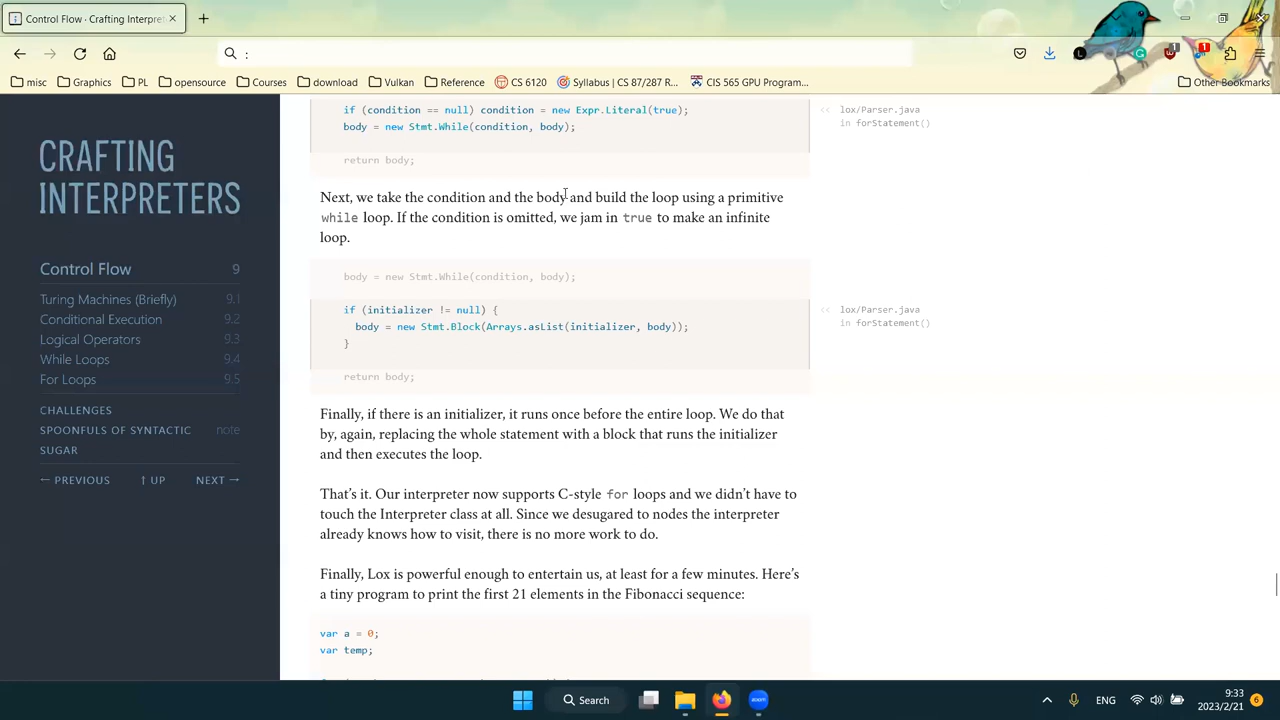 Control Flow · Crafting Interpret
:
misc
Graphics
PL
opensource
Courses
download
Vulkan
Reference
CS 6120
Syllabus | CS 87/287 R...
CIS 565 GPU Program...
Other Bookmarks
1
1
L
CRAFTING
INTERPRETERS
Control Flow 9
Turing Machines (Briefly) 9.1
Conditional Execution 9.2
Logical Operators 9.3
While Loops 9.4
For Loops 9.5
CHALLENGES
SPOONFULS OF SYNTACTIC note
SUGAR
← PREVIOUS ↑ UP NEXT →
if (condition == null) condition = new Expr.Literal(true);
body = new Stmt.While(condition, body);
return body;
<< lox/Parser.java
in forStatement()
Next, we take the condition and the body and build the loop using a primitive
while loop. If the condition is omitted, we jam in true to make an infinite
loop.
body = new Stmt.While(condition, body);
if (initializer != null) {
body = new Stmt.Block(Arrays.asList(initializer, body));
}
return body;
<< lox/Parser.java
in forStatement()
Finally, if there is an initializer, it runs once before the entire loop. We do that
by, again, replacing the whole statement with a block that runs the initializer
and then executes the loop.
That’s it. Our interpreter now supports C-style for loops and we didn’t have to
touch the Interpreter class at all. Since we desugared to nodes the interpreter
already knows how to visit, there is no more work to do.
Finally, Lox is powerful enough to entertain us, at least for a few minutes. Here’s
a tiny program to print the first 21 elements in the Fibonacci sequence:
var a = 0;
var temp;
Search
ENG
9:33
2023/2/21
6